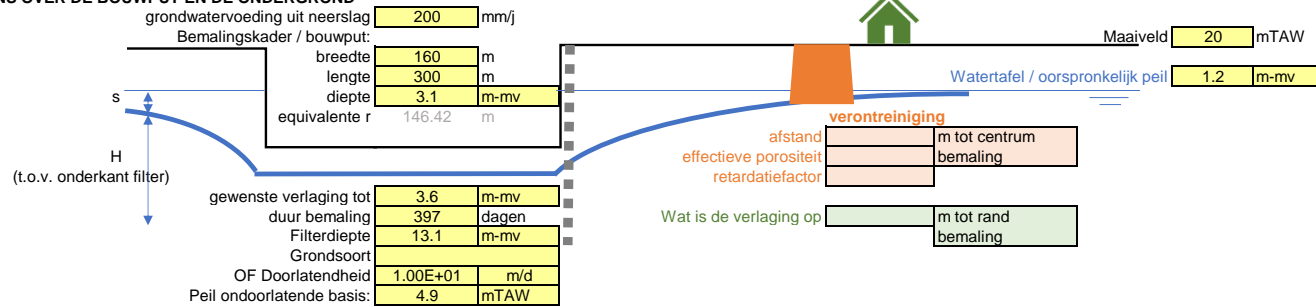 grondwatervoeding uit neerslag 200 mm/j
Bemalingskader / bouwput:
breedte 160 m
lengte 300 m
diepte 3.1 m-mv
equivalente r 146.42 m
Maaiveld 20 mTAW
Watertafel / oorspronkelijk peil 1.2 m-mv
s
H
(t.o.v. onderkant filter)
verontreiniging
afstand m tot centrum
effectieve porositeit bemaling
retardatiefactor
gewenste verlaging tot 3.6 m-mv
duur bemaling 397 dagen
Filterdiepte 13.1 m-mv
Grondsoort
OF Doorlatendheid 1.00E+01 m/d
Peil ondoorlatende basis: 4.9 mTAW
Wat is de verlaging op m tot rand
bemaling